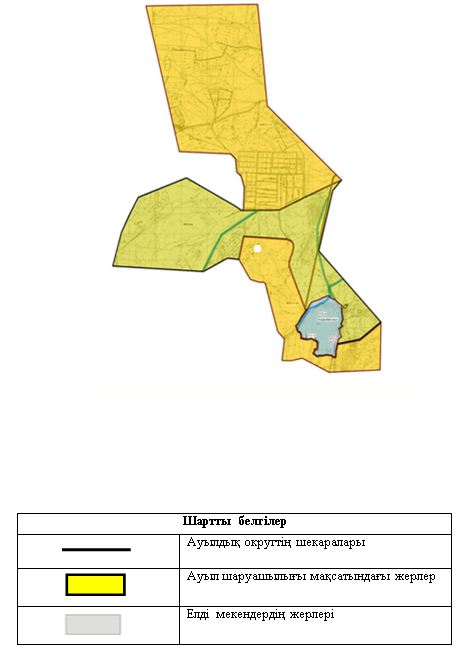 Шартты белгілер
Ауылдық округтің шекаралары
Ауыл шаруашылығы мақсатындағы жерлер
Елді мекендердің жерлері